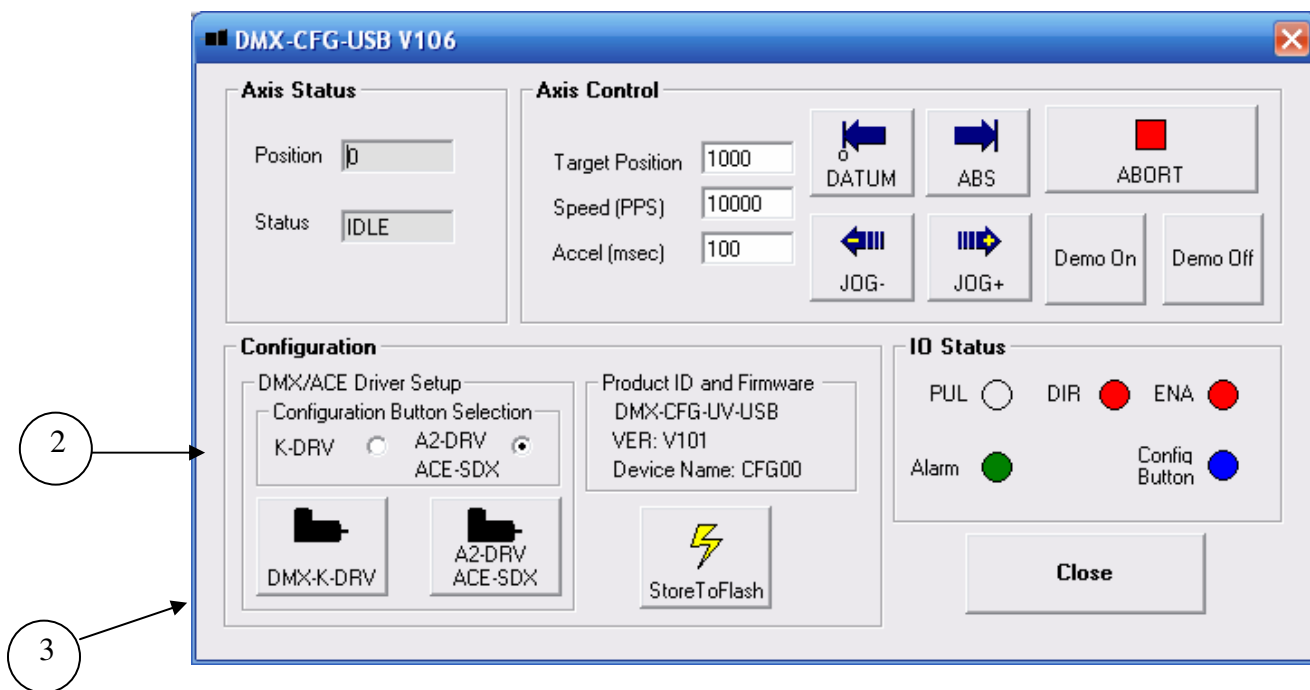 DMX-CFG-USB V106
Axis Status
Position 0
Status IDLE
Axis Control
Target Position 1000
Speed (PPS) 10000
Accel (msec) 100
O
DATUM
ABS
ABORT
JOG-
JOG+
Demo On
Demo Off
Configuration
DMX/ACE Driver Setup
Configuration Button Selection
K-DRV
A2-DRV
ACE-SDX
DMX-K-DRV
A2-DRV
ACE-SDX
Product ID and Firmware
DMX-CFG-UV-USB
VER: V101
Device Name: CFG00
StoreToFlash
IO Status
PUL
DIR
ENA
Alarm
Config
Button
Close
2
3